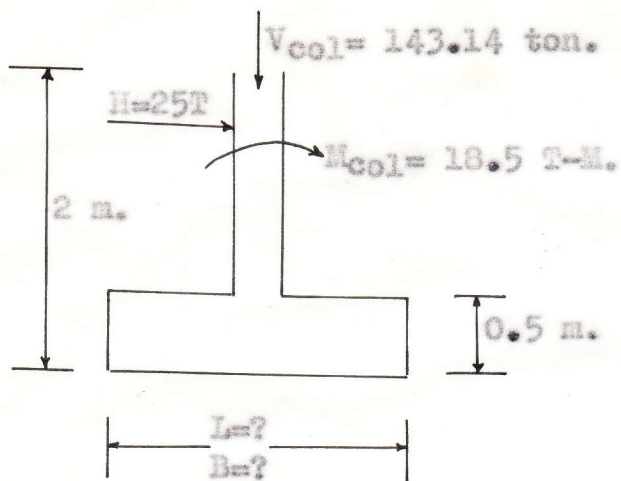 Vcol= 143.14 ton.
H=25T
Mcol= 18.5 T-M.
2 m.
0.5 m.
L=?
B=?